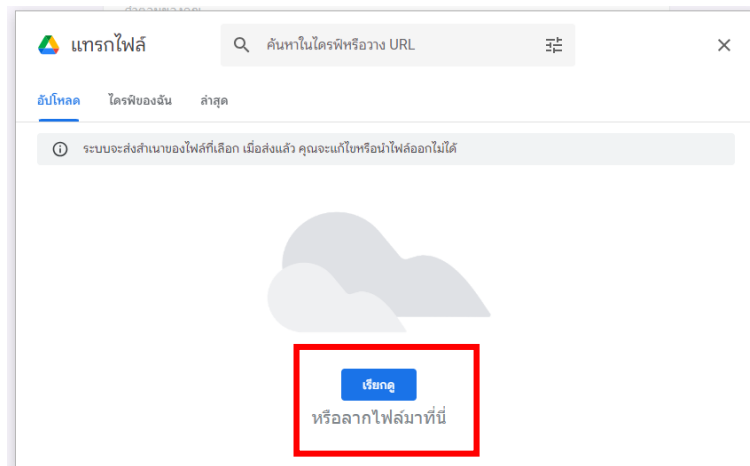 แทรกไฟล์
ค้นหาในไดรฟ์หรือวาง URL
อัปโหลด ไดรฟ์ของฉัน ล่าสุด
ระบบจะส่งสำเนาของไฟล์ที่เลือก เมื่อส่งแล้ว คุณจะแก้ไขหรือนำไฟล์ออกไม่ได้
เรียกดู
หรือลากไฟล์มาที่นี่